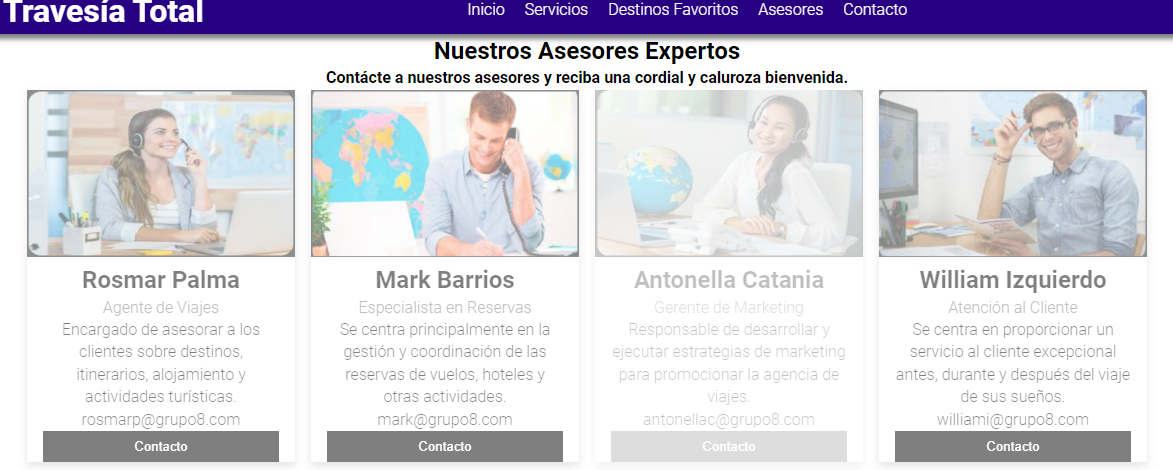 Travesía Total
Inicio Servicios Destinos Favoritos Asesores Contacto
Nuestros Asesores Expertos
Contácte a nuestros asesores y reciba una cordial y caluroza bienvenida.
Rosmar Palma
Agente de Viajes
Encargado de asesorar a los
clientes sobre destinos,
itinerarios, alojamiento y
actividades turísticas.
rosmarp@grupo8.com
Contacto
Mark Barrios
Especialista en Reservas
Se centra principalmente en la
gestión y coordinación de las
reservas de vuelos, hoteles y
otras actividades.
mark@grupo8.com
Contacto
Antonella Catania
Gerente de Marketing
Responsable de desarrollar y
ejecutar estrategias de marketing
para promocionar la agencia de
viajes.
antonellac@grupo8.com
Contacto
William Izquierdo
Atención al Cliente
Se centra en proporcionar un
servicio al cliente excepcional
antes, durante y después del viaje
de sus sueños.
williami@grupo8.com
Contacto